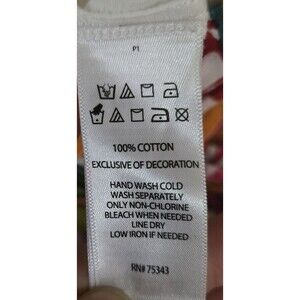 P1
100% COTTON
EXCLUSIVE OF DECORATION
HAND WASH COLD
WASH SEPARATELY
ONLY NON-CHLORINE
BLEACH WHEN NEEDED
LINE DRY
LOW IRON IF NEEDED
RN# 75343